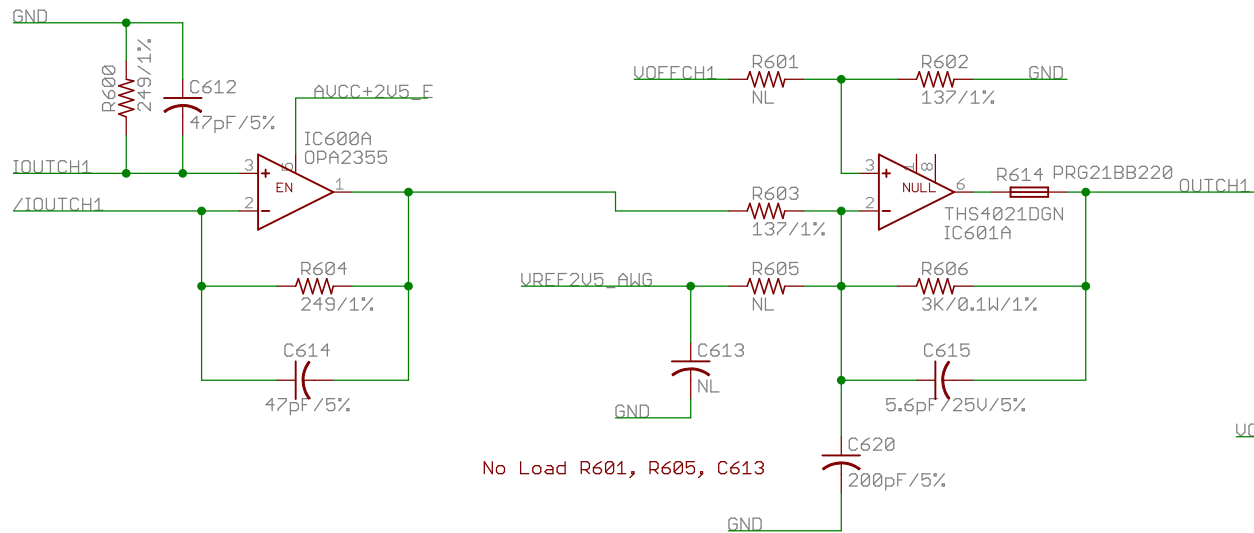 GND
R600
249/1%
C612
47pF/5%
AVCC+2V5_F
IC600A
OPA2355
IOUTCH1
/IOUTCH1
3
2
1
EN
R604
249/1%
C614
47pF/5%
VOFFCH1
R601
NL
R602
137/1%
GND
R603
137/1%
3
2
1
8
6
NULL
THS4021DGN
IC601A
R614
PRG21BB220
OUTCH1
VREF2V5_AWG
R605
NL
R606
3K/0.1W/1%
C613
NL
GND
C615
5.6pF/25V/5%
C620
200pF/5%
GND
No Load R601, R605, C613